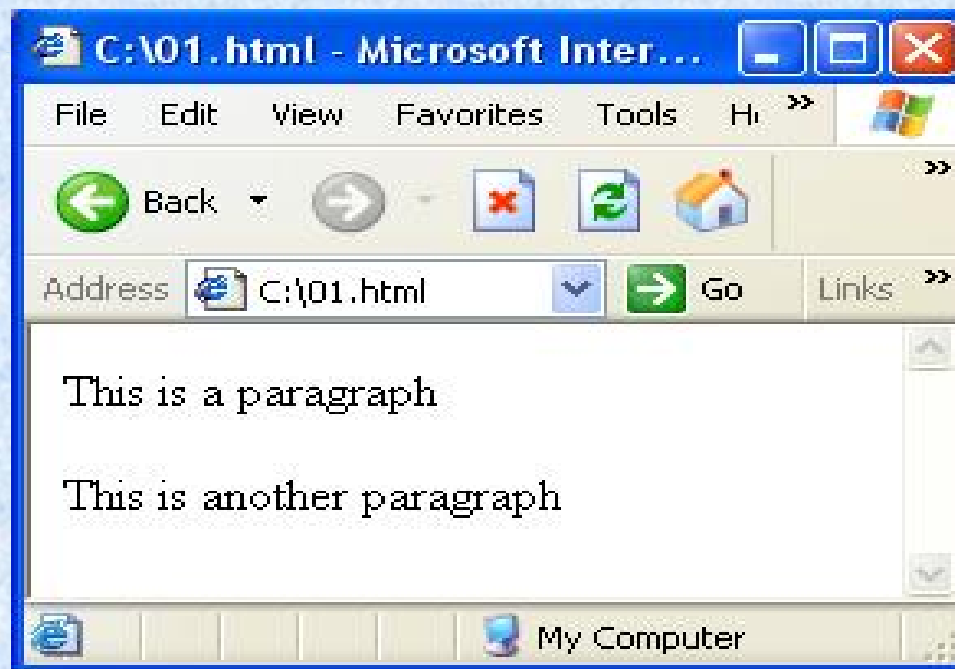 C:\01.html - Microsoft Inter...
File Edit View Favorites Tools »
Back »
Address C:\01.html Go Links »
This is a paragraph
This is another paragraph
My Computer